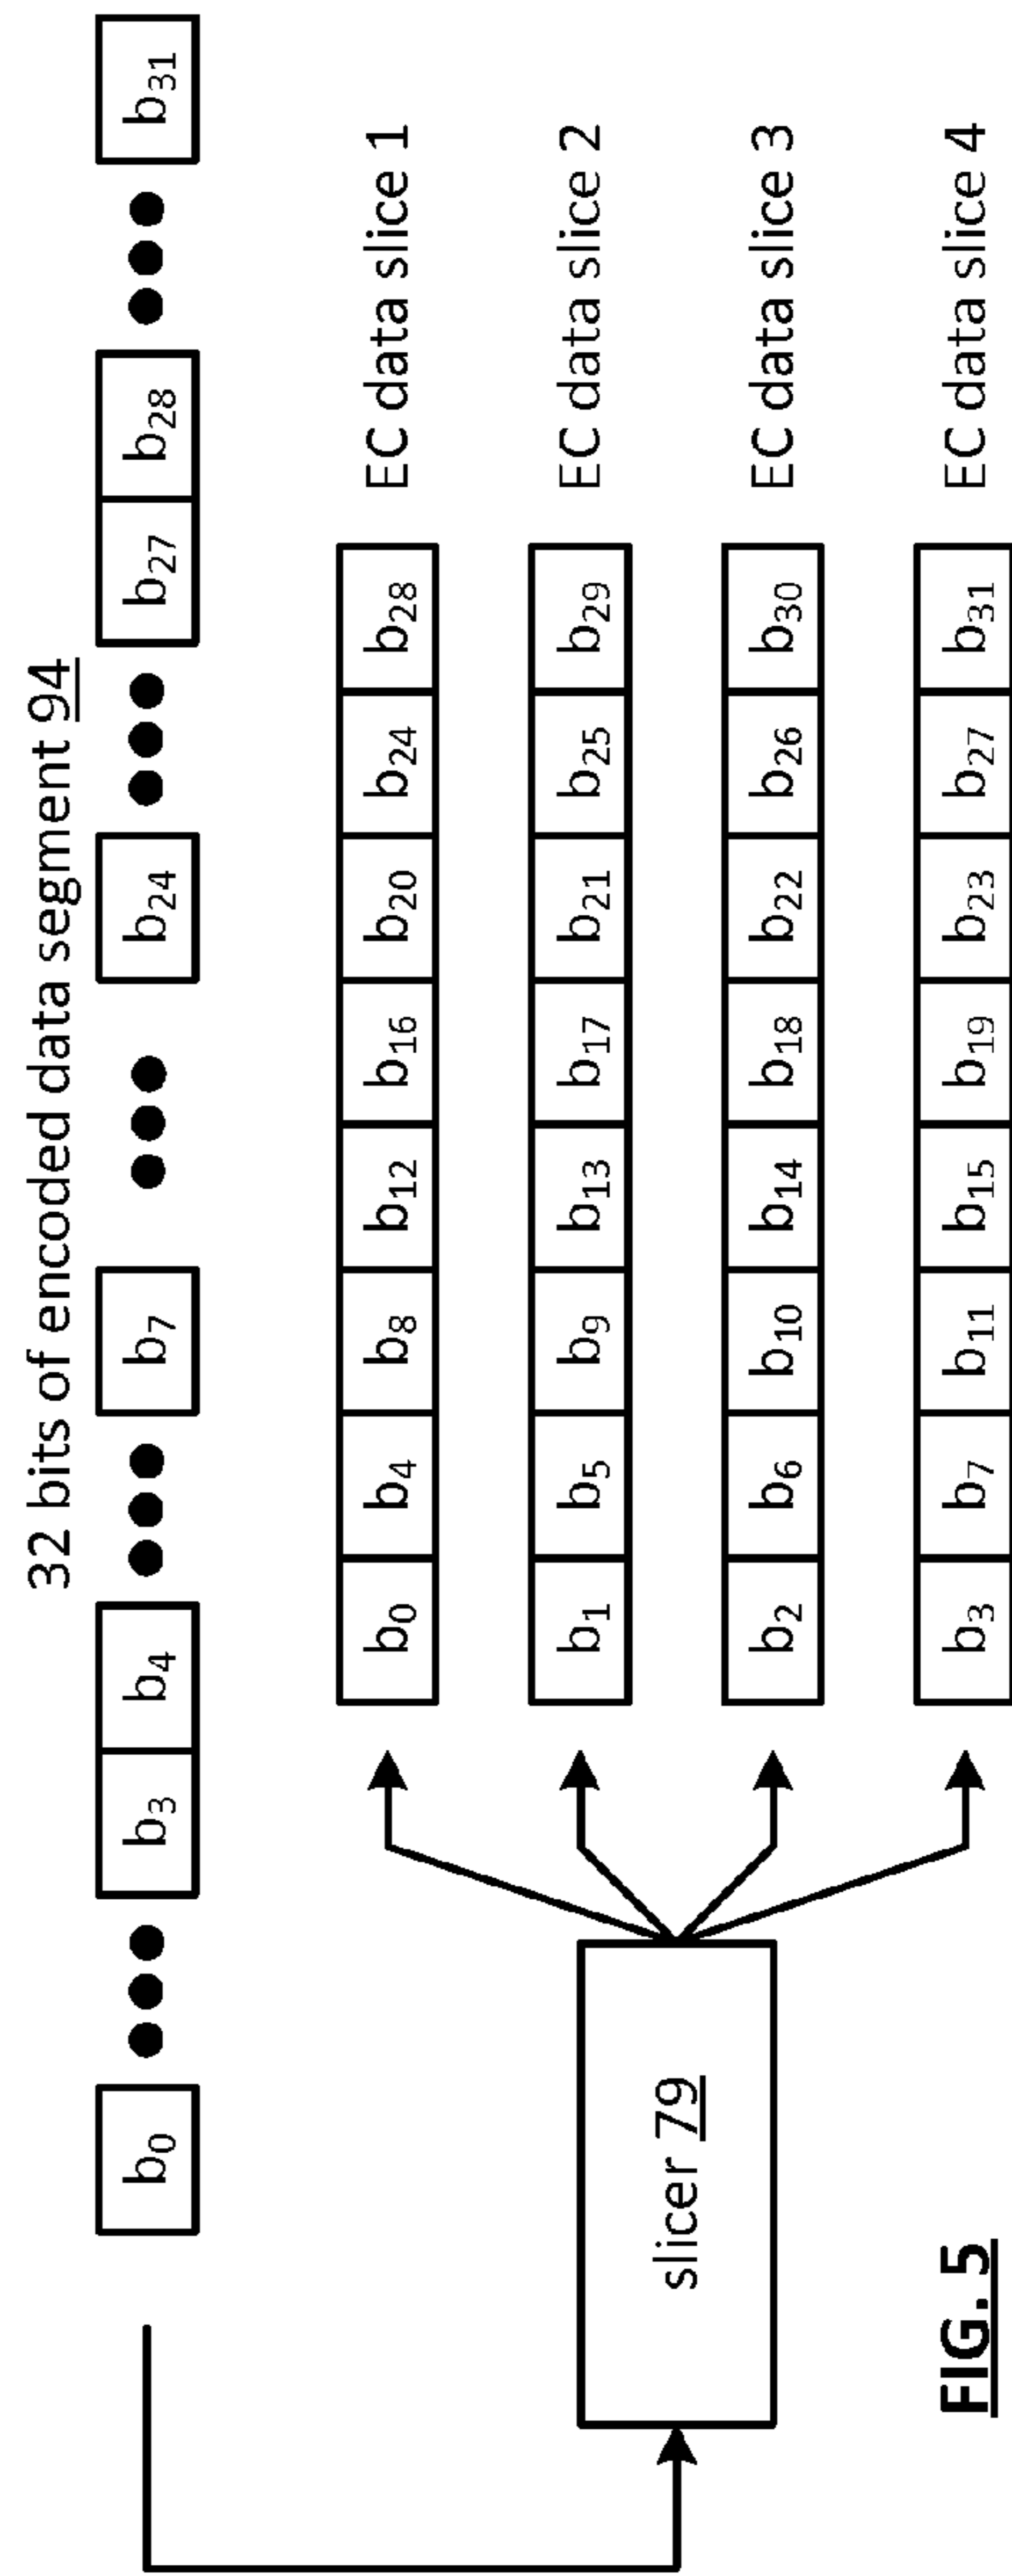 32 bits of encoded data segment 94
b0 ●●● b3 b4 ●●● b7 ●●● b24 ●●● b27 b28 ●●● b31
b0 b4 b8 b12 b16 b20 b24 b28 EC data slice 1
b1 b5 b9 b13 b17 b21 b25 b29 EC data slice 2
slicer 79
b2 b6 b10 b14 b18 b22 b26 b30 EC data slice 3
b3 b7 b11 b15 b19 b23 b27 b31 EC data slice 4
FIG. 5